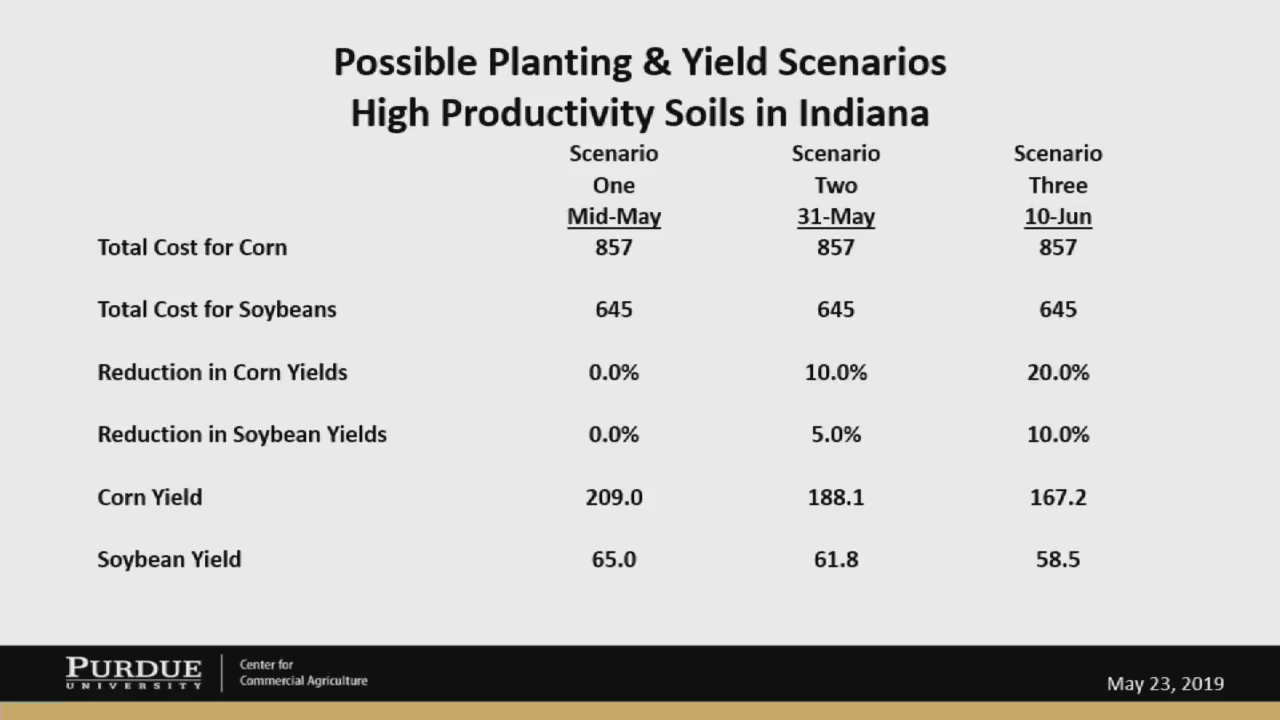 Possible Planting & Yield Scenarios
High Productivity Soils in Indiana
Scenario Scenario Scenario
One Two Three
Mid-May 31-May 10-Jun
Total Cost for Corn 857 857 857
Total Cost for Soybeans 645 645 645
Reduction in Corn Yields 0.0% 10.0% 20.0%
Reduction in Soybean Yields 0.0% 5.0% 10.0%
Corn Yield 209.0 188.1 167.2
Soybean Yield 65.0 61.8 58.5
PURDUE
UNIVERSITY
Center for
Commercial Agriculture
May 23, 2019